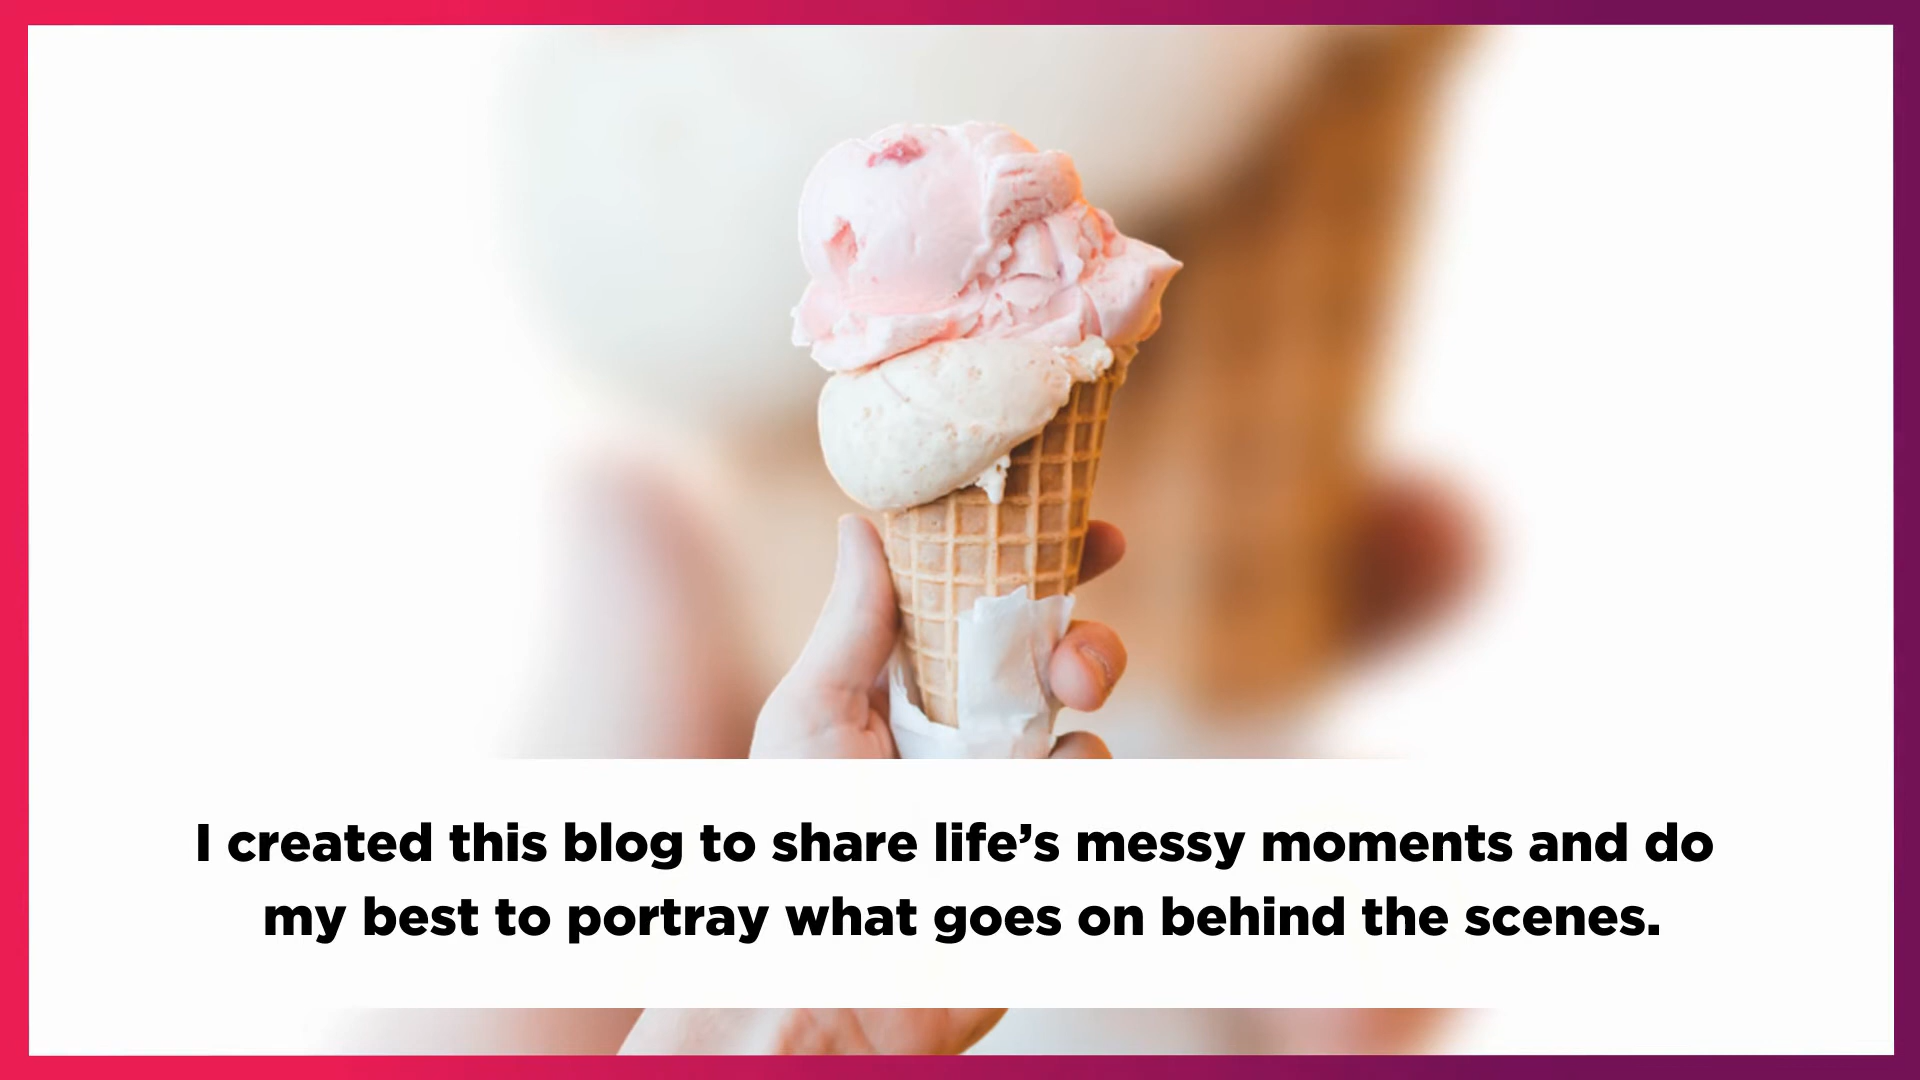 I created this blog to share life’s messy moments and do
my best to portray what goes on behind the scenes.